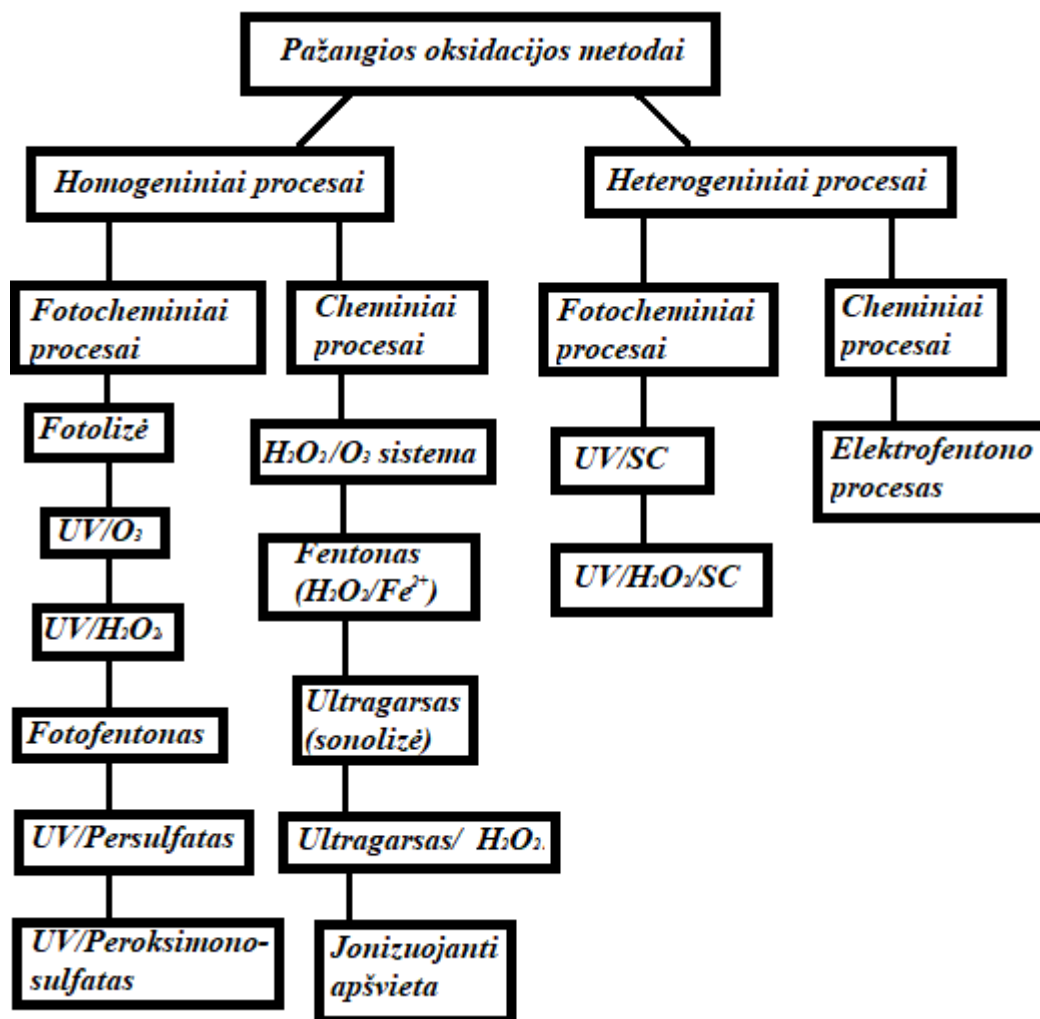 Pažangios oksidacijos metodai
Homogeniniai procesai
Heterogeniniai procesai
Fotocheminiai
procesai
Cheminiai
procesai
Fotocheminiai
procesai
Cheminiai
procesai
Fotolizė
H₂O₂/O₃ sistema
UV/SC
Elektrofentono
procesas
UV/O₃
Fentonas
(H₂O₂/Fe²⁺)
UV/H₂O₂/SC
UV/H₂O₂
Fotofentonas
Ultragarsas
(sonolizė)
UV/Persulfatas
Ultragarsas/ H₂O₂.
UV/Peroksimono-
sulfatas
Jonizuojanti
apšvieta